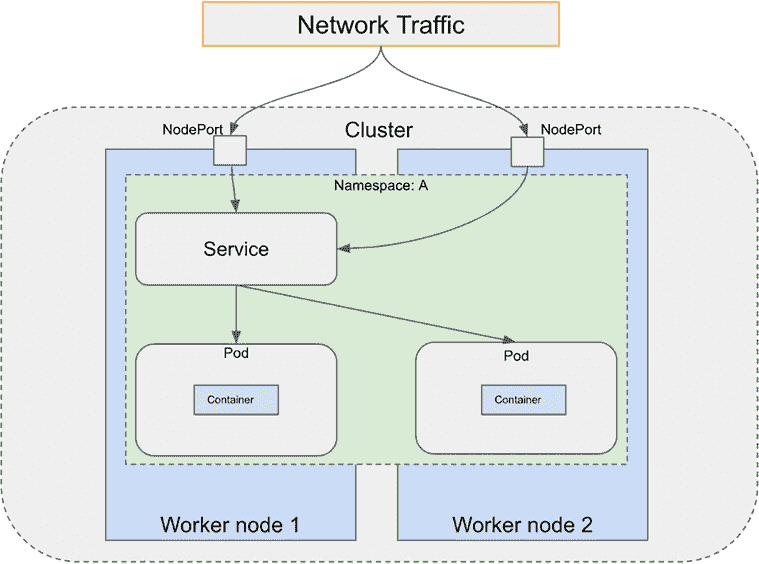 Network Traffic
NodePort
Cluster
NodePort
Namespace: A
Service
Pod
Pod
Container
Container
Worker node 1
Worker node 2